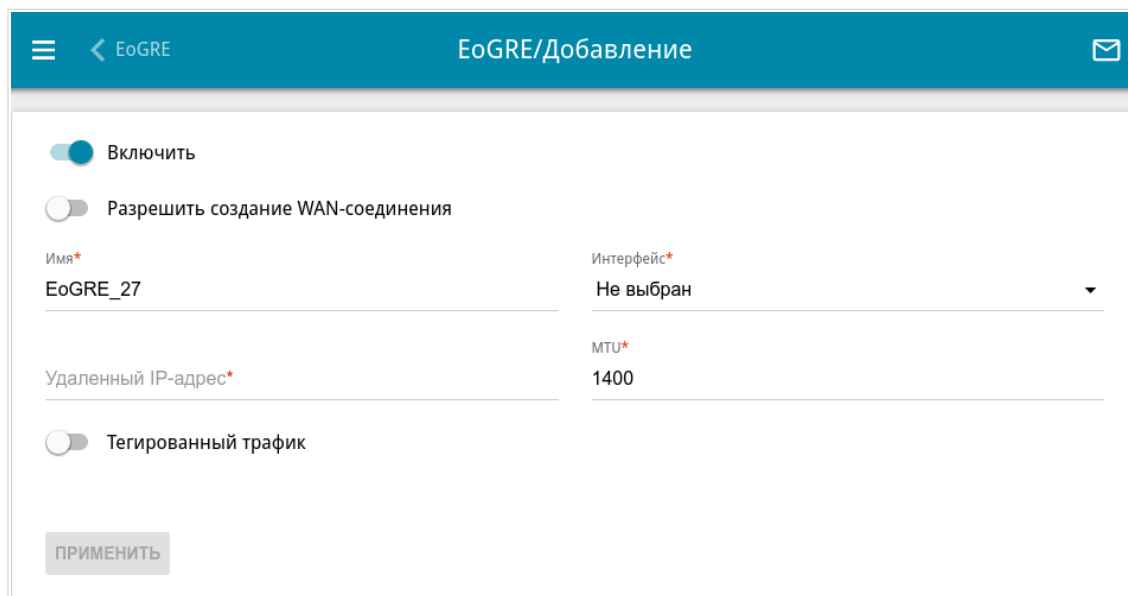 EoGRE
EoGRE/Добавление
Включить
Разрешить создание WAN-соединения
Имя*
EoGRE_27
Интерфейс*
Не выбран
Удаленный IP-адрес*
MTU*
1400
Тегированный трафик
ПРИМЕНИТЬ